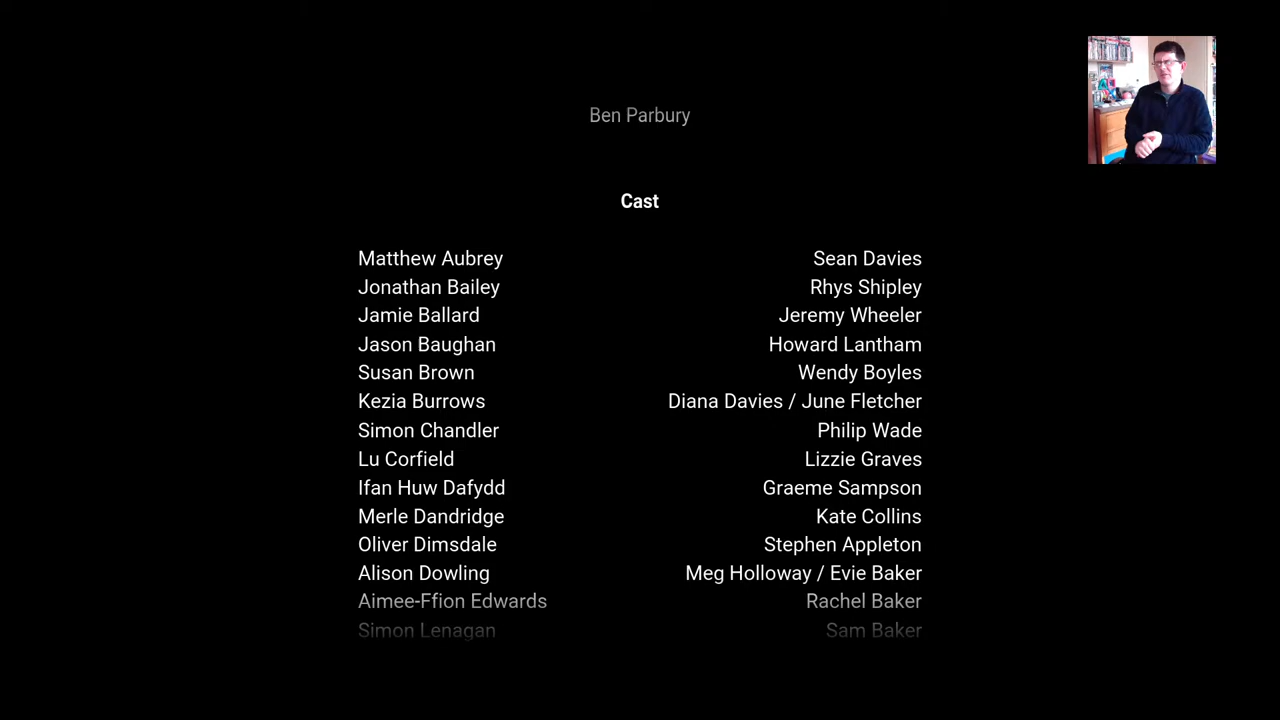 Ben Parbury
Cast
Matthew Aubrey Sean Davies
Jonathan Bailey Rhys Shipley
Jamie Ballard Jeremy Wheeler
Jason Baughan Howard Lantham
Susan Brown Wendy Boyles
Kezia Burrows Diana Davies / June Fletcher
Simon Chandler Philip Wade
Lu Corfield Lizzie Graves
Ifan Huw Dafydd Graeme Sampson
Merle Dandridge Kate Collins
Oliver Dimsdale Stephen Appleton
Alison Dowling Meg Holloway / Evie Baker
Aimee-Ffion Edwards Rachel Baker
Simon Lenagan Sam Baker